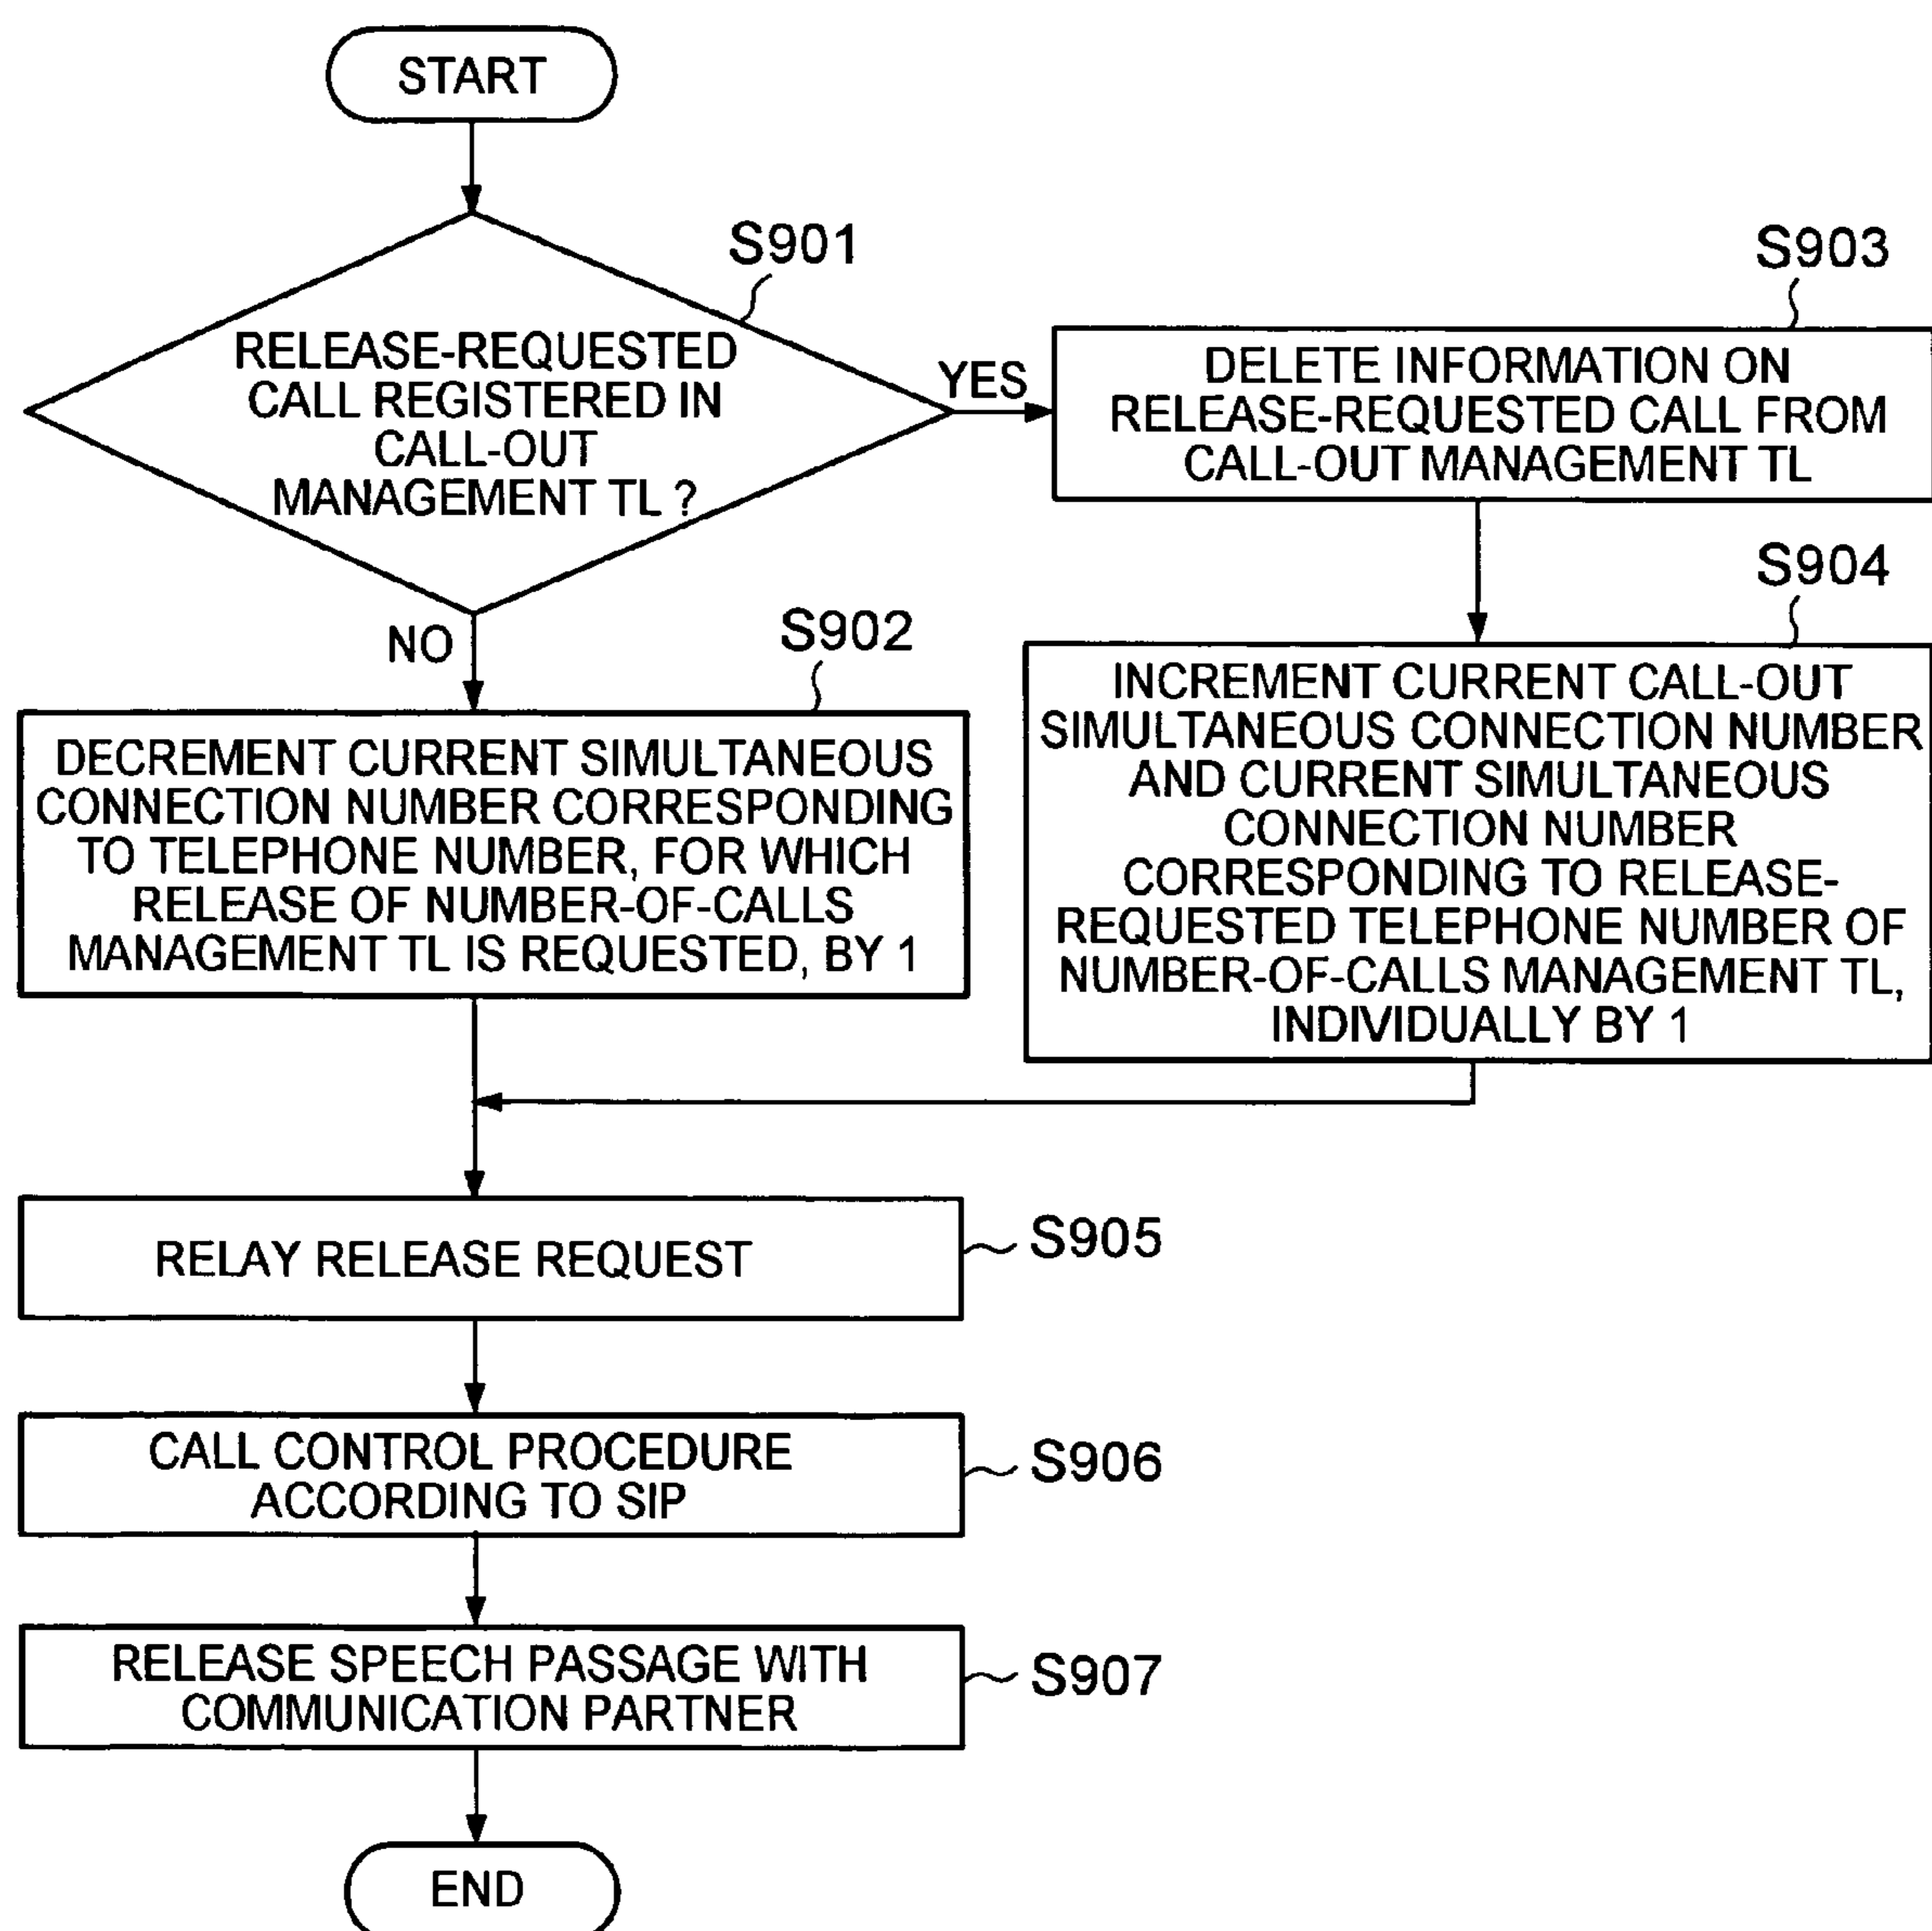 START
S901
RELEASE-REQUESTED
CALL REGISTERED IN
CALL-OUT
MANAGEMENT TL ?
YES
NO
S903
DELETE INFORMATION ON
RELEASE-REQUESTED CALL FROM
CALL-OUT MANAGEMENT TL
S902
DECREMENT CURRENT SIMULTANEOUS
CONNECTION NUMBER CORRESPONDING
TO TELEPHONE NUMBER, FOR WHICH
RELEASE OF NUMBER-OF-CALLS
MANAGEMENT TL IS REQUESTED, BY 1
S904
INCREMENT CURRENT CALL-OUT
SIMULTANEOUS CONNECTION NUMBER
AND CURRENT SIMULTANEOUS
CONNECTION NUMBER
CORRESPONDING TO RELEASE-
REQUESTED TELEPHONE NUMBER OF
NUMBER-OF-CALLS MANAGEMENT TL,
INDIVIDUALLY BY 1
RELAY RELEASE REQUEST
S905
CALL CONTROL PROCEDURE
ACCORDING TO SIP
S906
RELEASE SPEECH PASSAGE WITH
COMMUNICATION PARTNER
S907
END